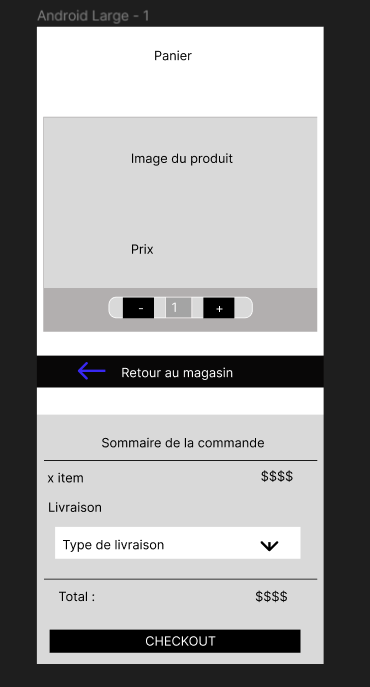 Android Large - 1
Panier
Image du produit
Prix
- 1 +
Retour au magasin
Sommaire de la commande
x item $$$$
Livraison
Type de livraison
Total : $$$$
CHECKOUT